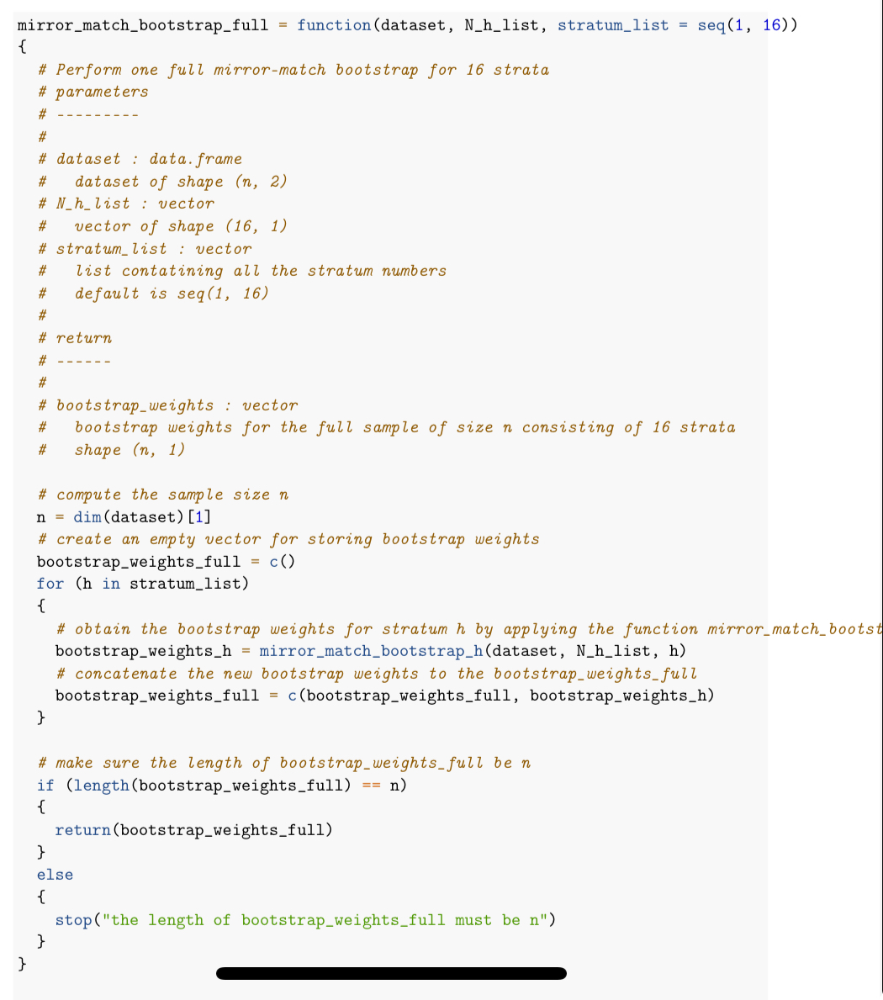 mirror_match_bootstrap_full = function(dataset, N_h_list, stratum_list = seq(1, 16))
{
# Perform one full mirror-match bootstrap for 16 strata
# parameters
# ---------
#
# dataset : data.frame
#   dataset of shape (n, 2)
# N_h_list : vector
#   vector of shape (16, 1)
# stratum_list : vector
#   list contatining all the stratum numbers
#   default is seq(1, 16)
#
# return
# ------
#
# bootstrap_weights : vector
#   bootstrap weights for the full sample of size n consisting of 16 strata
#   shape (n, 1)
# compute the sample size n
n = dim(dataset)[1]
# create an empty vector for storing bootstrap weights
bootstrap_weights_full = c()
for (h in stratum_list)
{
# obtain the bootstrap weights for stratum h by applying the function mirror_match_bootst
bootstrap_weights_h = mirror_match_bootstrap_h(dataset, N_h_list, h)
# concatenate the new bootstrap weights to the bootstrap_weights_full
bootstrap_weights_full = c(bootstrap_weights_full, bootstrap_weights_h)
}
# make sure the length of bootstrap_weights_full be n
if (length(bootstrap_weights_full) == n)
{
return(bootstrap_weights_full)
}
else
{
stop("the length of bootstrap_weights_full must be n")
}
}